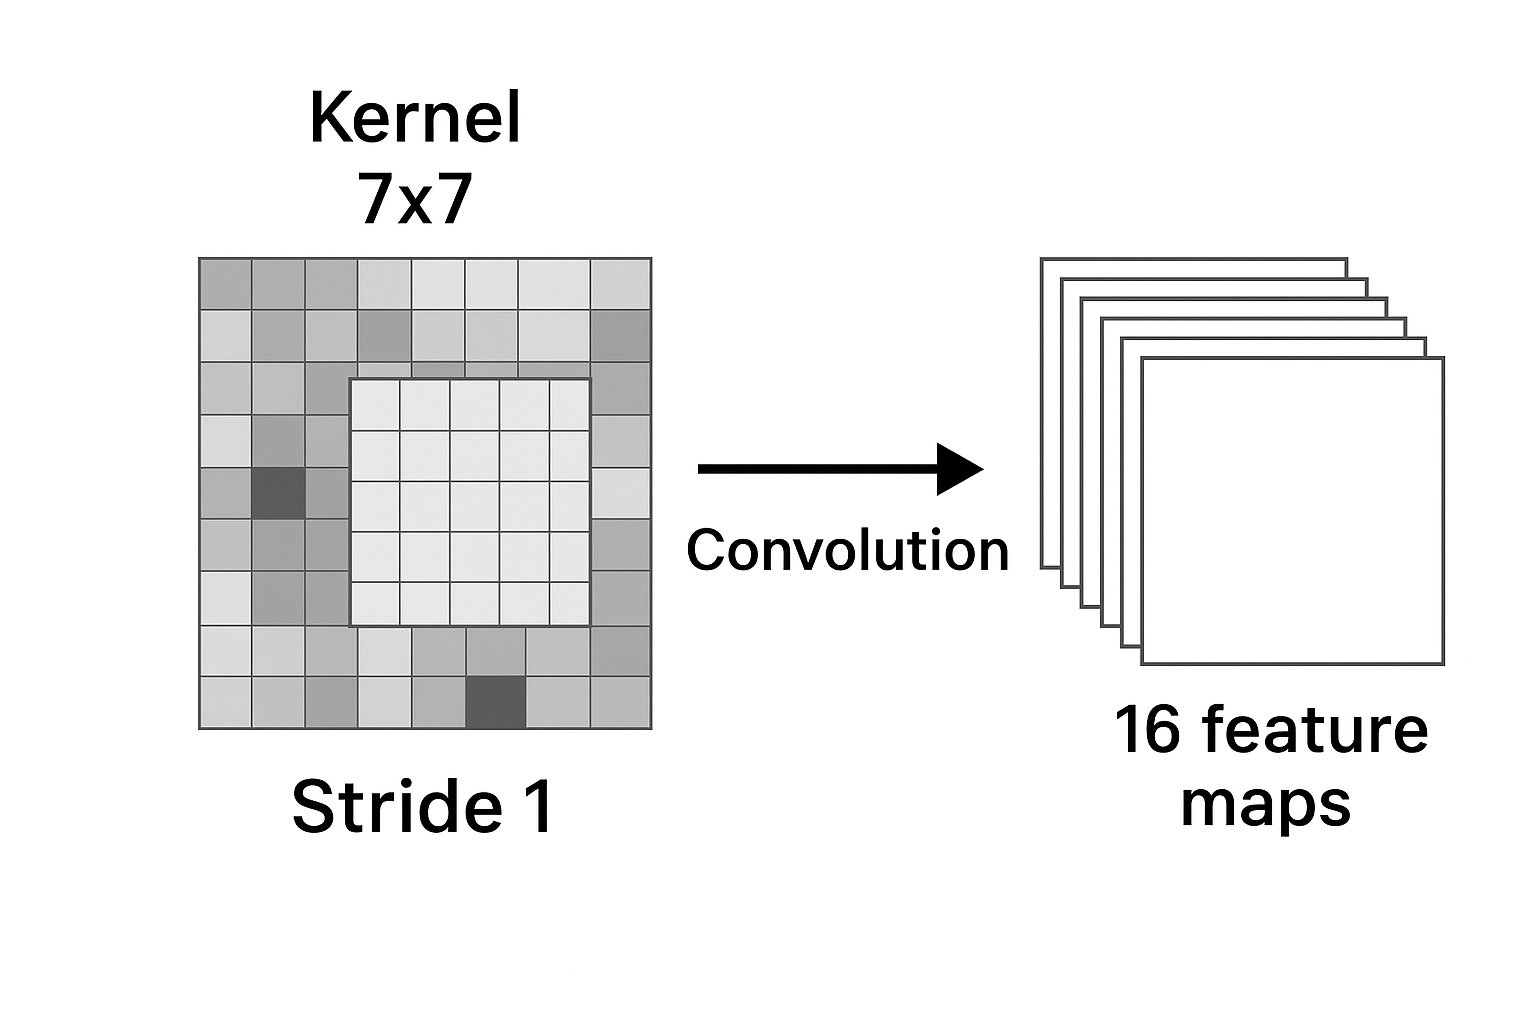 Kernel
7x7
Stride 1
Convolution
16 feature
maps